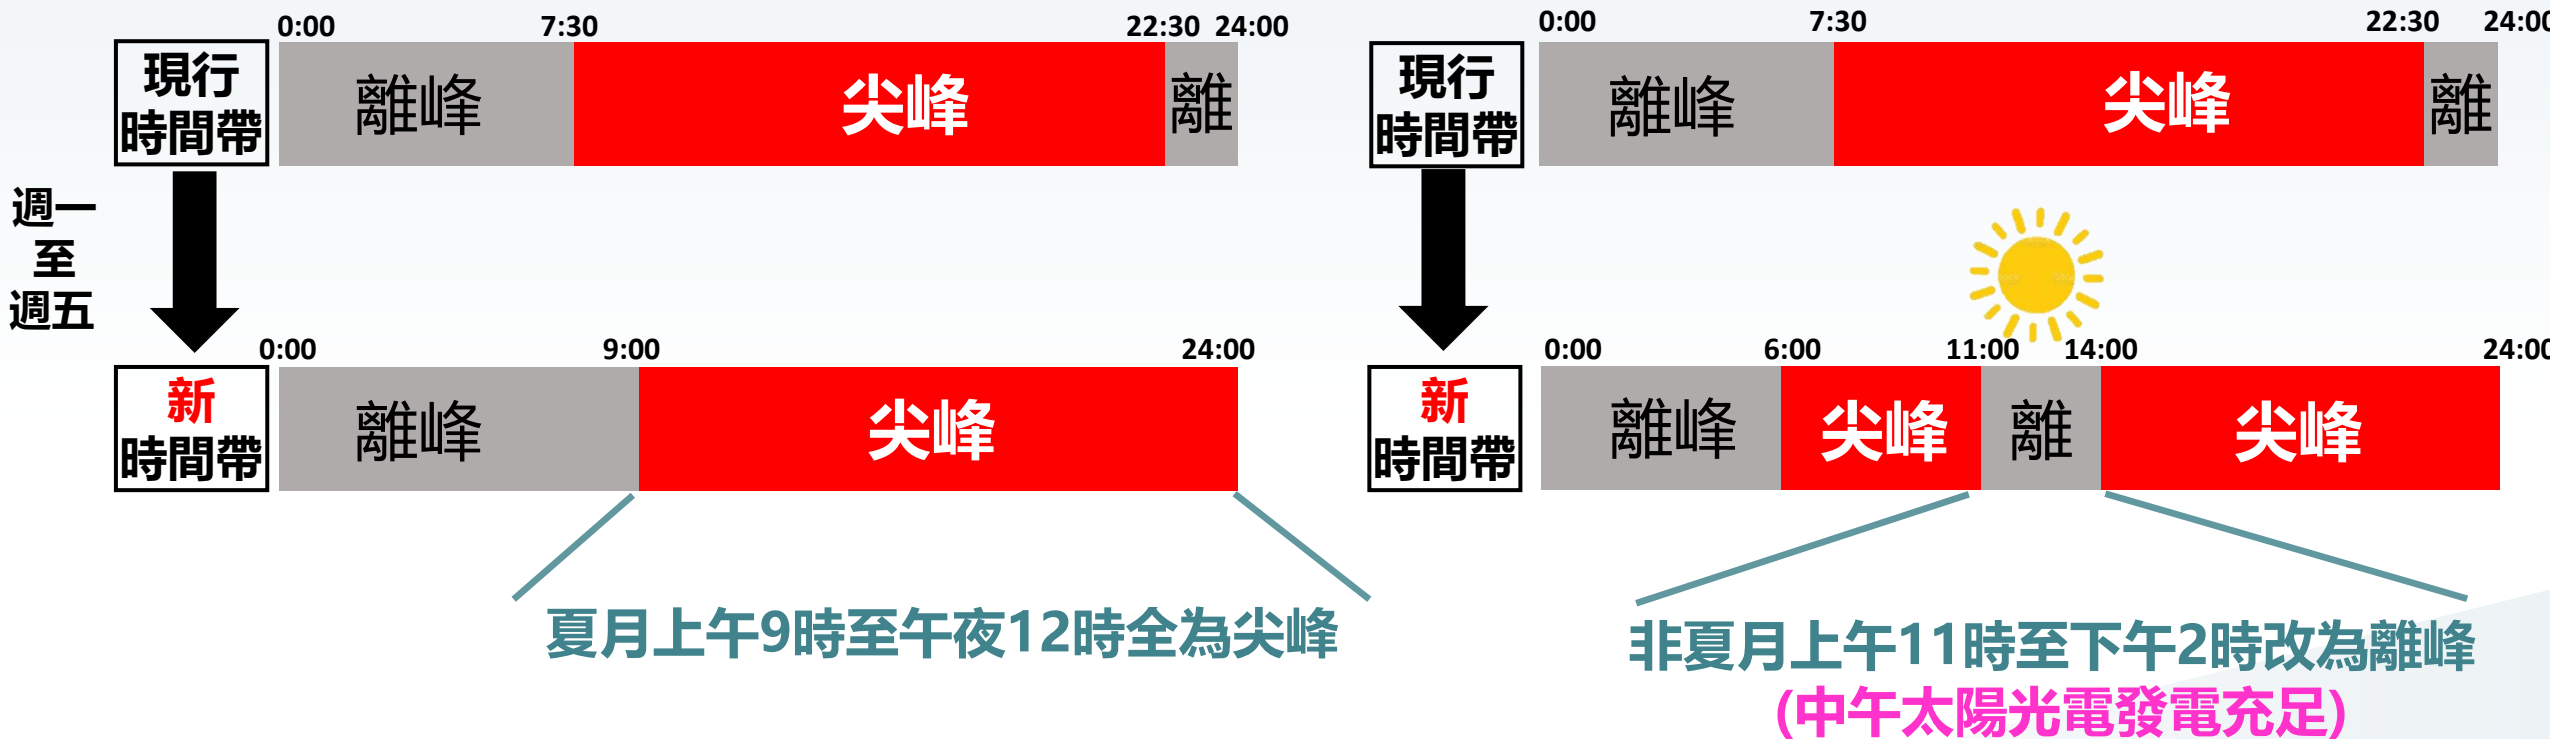 0:00 7:30 22:30 24:00
現行
時間帶
離峰 尖峰 離
週一
至
週五
0:00 9:00 24:00
新
時間帶
離峰 尖峰
夏月上午9時至午夜12時全為尖峰
0:00 7:30 22:30 24:00
現行
時間帶
離峰 尖峰 離
0:00 6:00 11:00 14:00 24:00
新
時間帶
離峰 尖峰 離 尖峰
非夏月上午11時至下午2時改為離峰
(中午太陽光電發電充足)